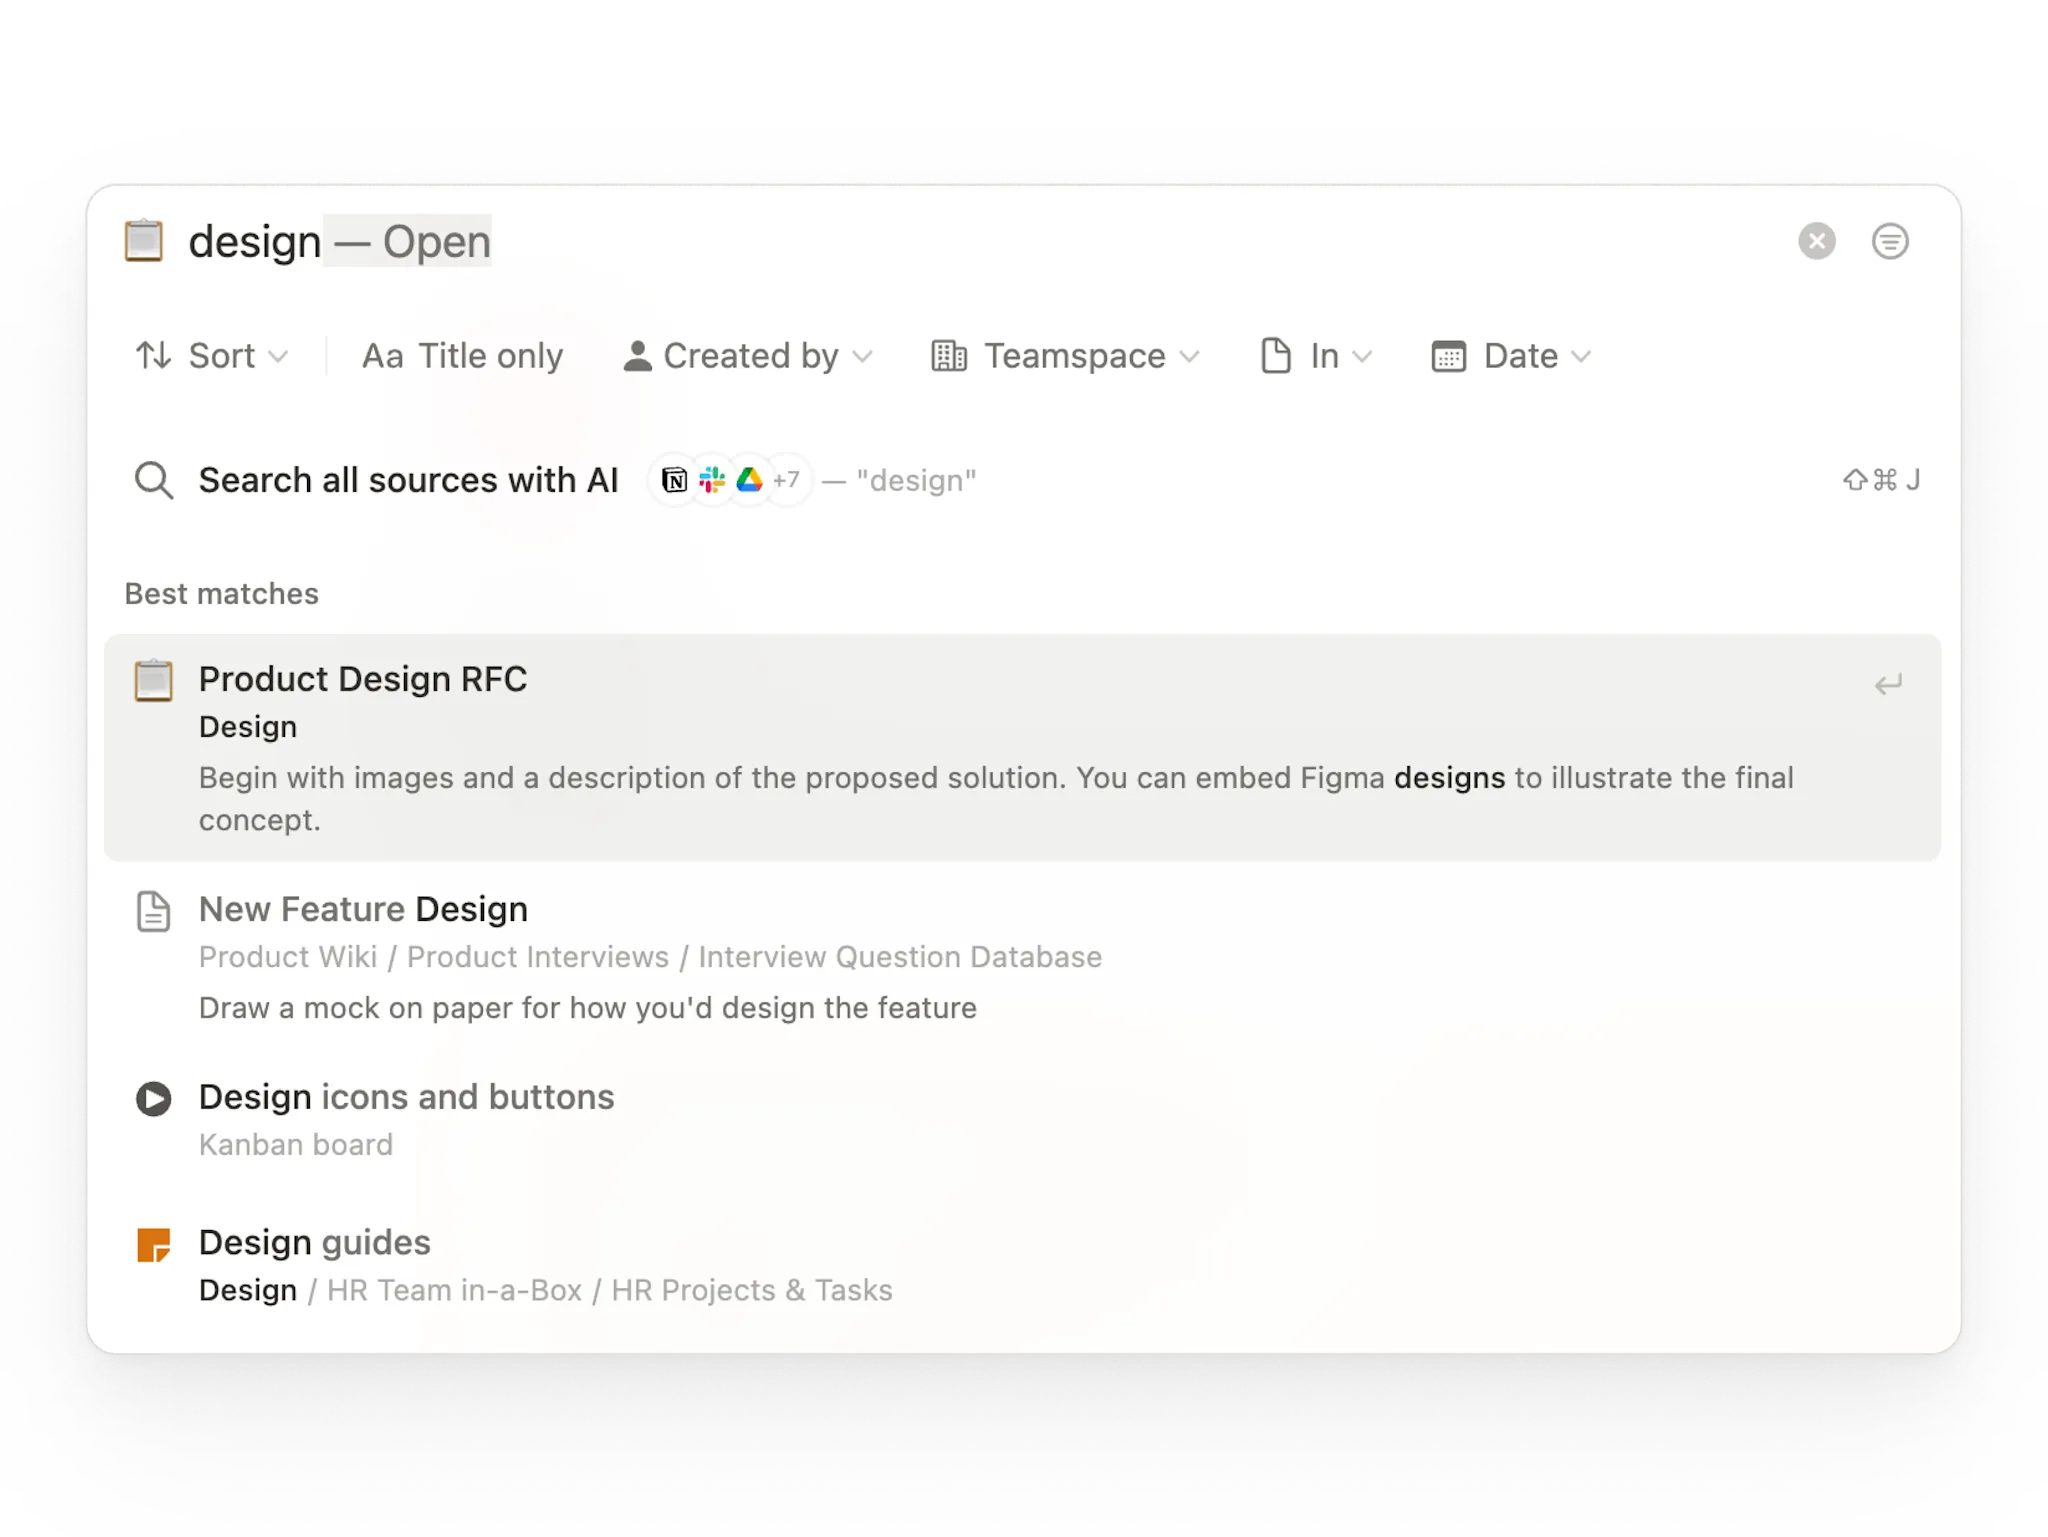 design — Open
Sort Aa Title only Created by Teamspace In Date
Search all sources with AI +7 — "design" ⇧⌘J
Best matches
Product Design RFC
Design
Begin with images and a description of the proposed solution. You can embed Figma designs to illustrate the final
concept.
New Feature Design
Product Wiki / Product Interviews / Interview Question Database
Draw a mock on paper for how you'd design the feature
Design icons and buttons
Kanban board
Design guides
Design / HR Team in-a-Box / HR Projects & Tasks